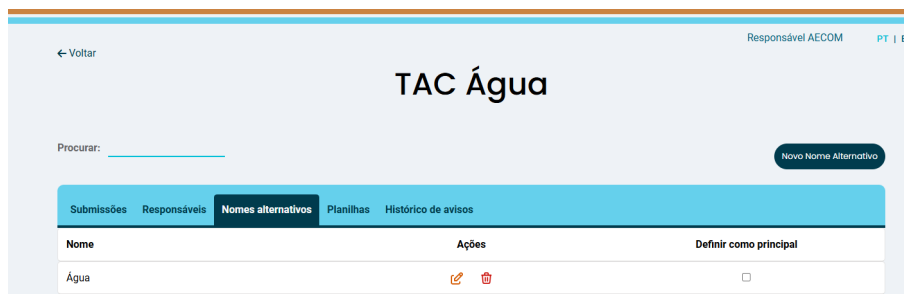 Responsável AECOM PT |
← Voltar
TAC Água
Procurar:
Novo Nome Alternativo
Submissões Responsáveis Nomes alternativos Planilhas Histórico de avisos
Nome Ações Definir como principal
Água